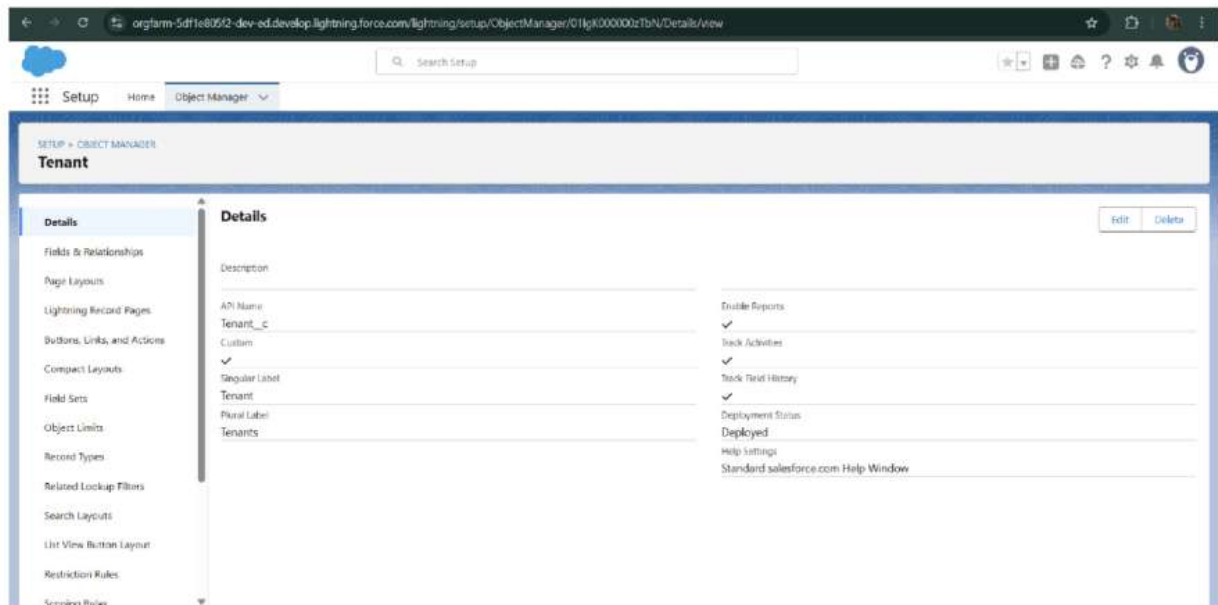 orgfarm-5df1e805f2-dev-ed.develop.lightning.force.com/lightning/setup/ObjectManager/01IgK000000zTbN/Details/view
Search Setup
Setup Home Object Manager
SETUP > OBJECT MANAGER
Tenant
Details
Fields & Relationships
Page Layouts
Lightning Record Pages
Buttons, Links, and Actions
Compact Layouts
Field Sets
Object Limits
Record Types
Related Lookup Filters
Search Layouts
List View Button Layout
Restriction Rules
Scoping Rules
Details
Edit Delete
Description
API Name
Tenant__c
Custom
Singular Label
Tenant
Plural Label
Tenants
Enable Reports
Track Activities
Track Field History
Deployment Status
Deployed
Help Settings
Standard salesforce.com Help Window